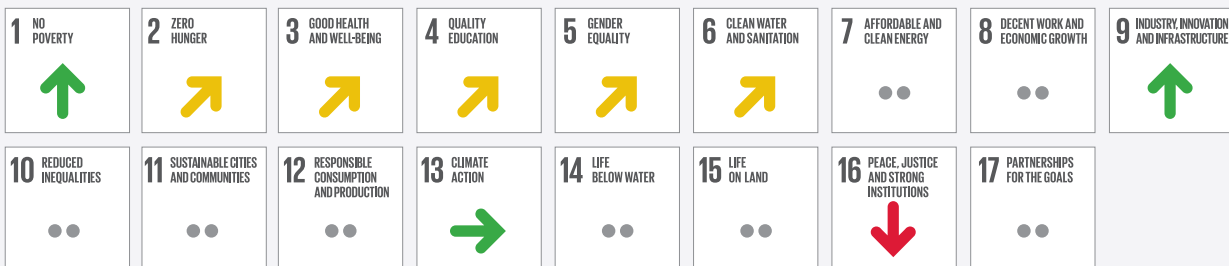 1 NO
POVERTY
2 ZERO
HUNGER
3 GOOD HEALTH
AND WELL-BEING
4 QUALITY
EDUCATION
5 GENDER
EQUALITY
6 CLEAN WATER
AND SANITATION
7 AFFORDABLE AND
CLEAN ENERGY
8 DECENT WORK AND
ECONOMIC GROWTH
9 INDUSTRY, INNOVATION
AND INFRASTRUCTURE
10 REDUCED
INEQUALITIES
11 SUSTAINABLE CITIES
AND COMMUNITIES
12 RESPONSIBLE
CONSUMPTION
AND PRODUCTION
13 CLIMATE
ACTION
14 LIFE
BELOW WATER
15 LIFE
ON LAND
16 PEACE, JUSTICE
AND STRONG
INSTITUTIONS
17 PARTNERSHIPS
FOR THE GOALS